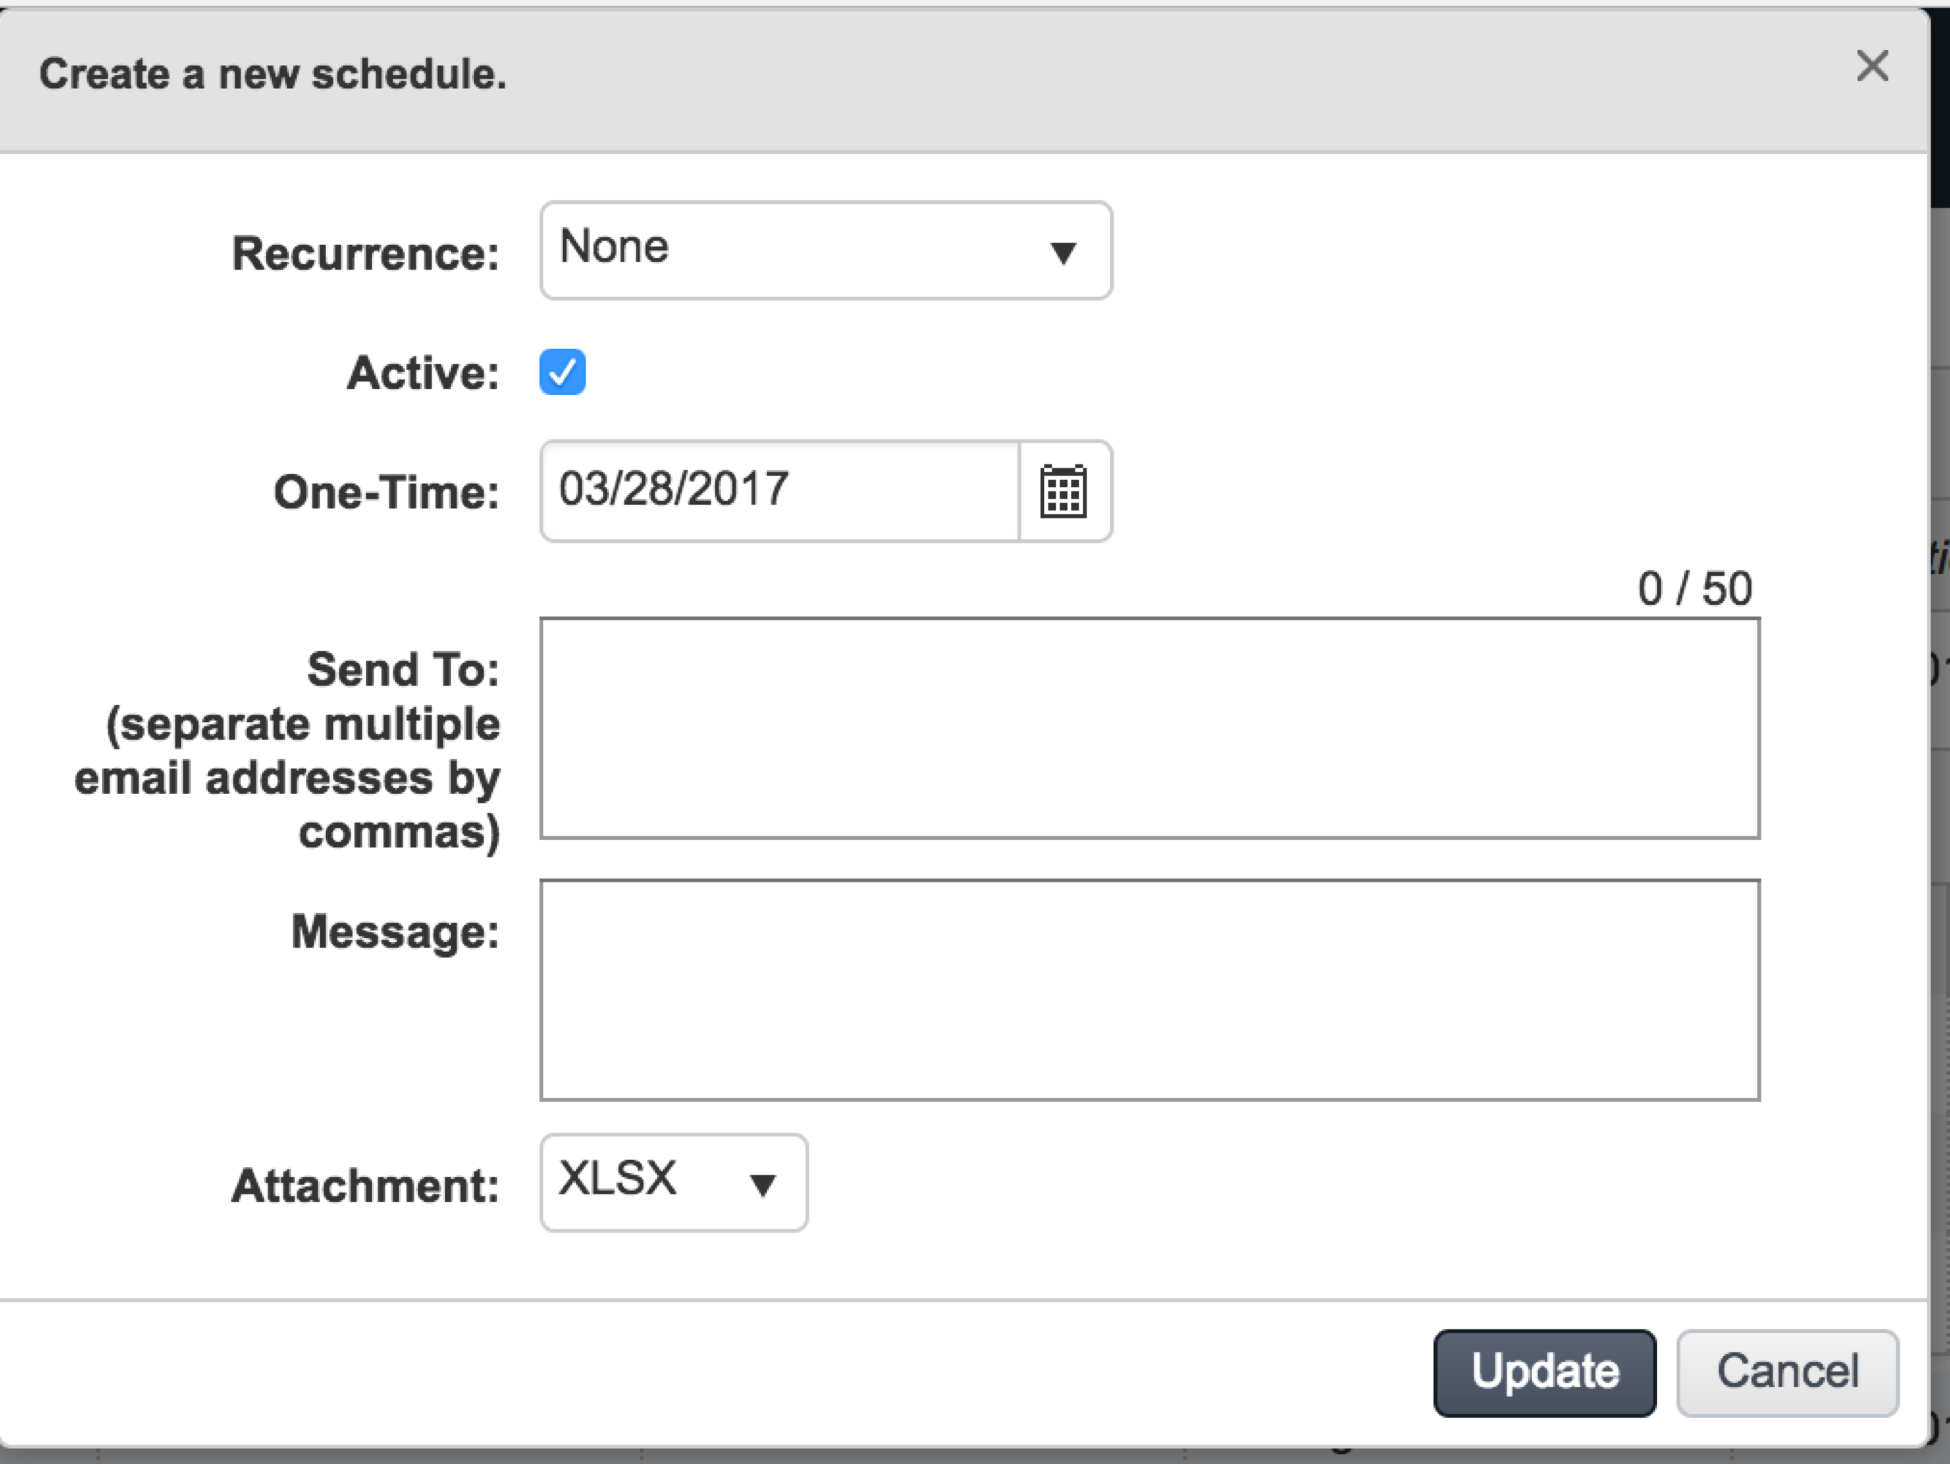 Create a new schedule.
Recurrence: None
Active:
One-Time: 03/28/2017
0 / 50
Send To:
(separate multiple
email addresses by
commas)
Message:
Attachment: XLSX
Update Cancel